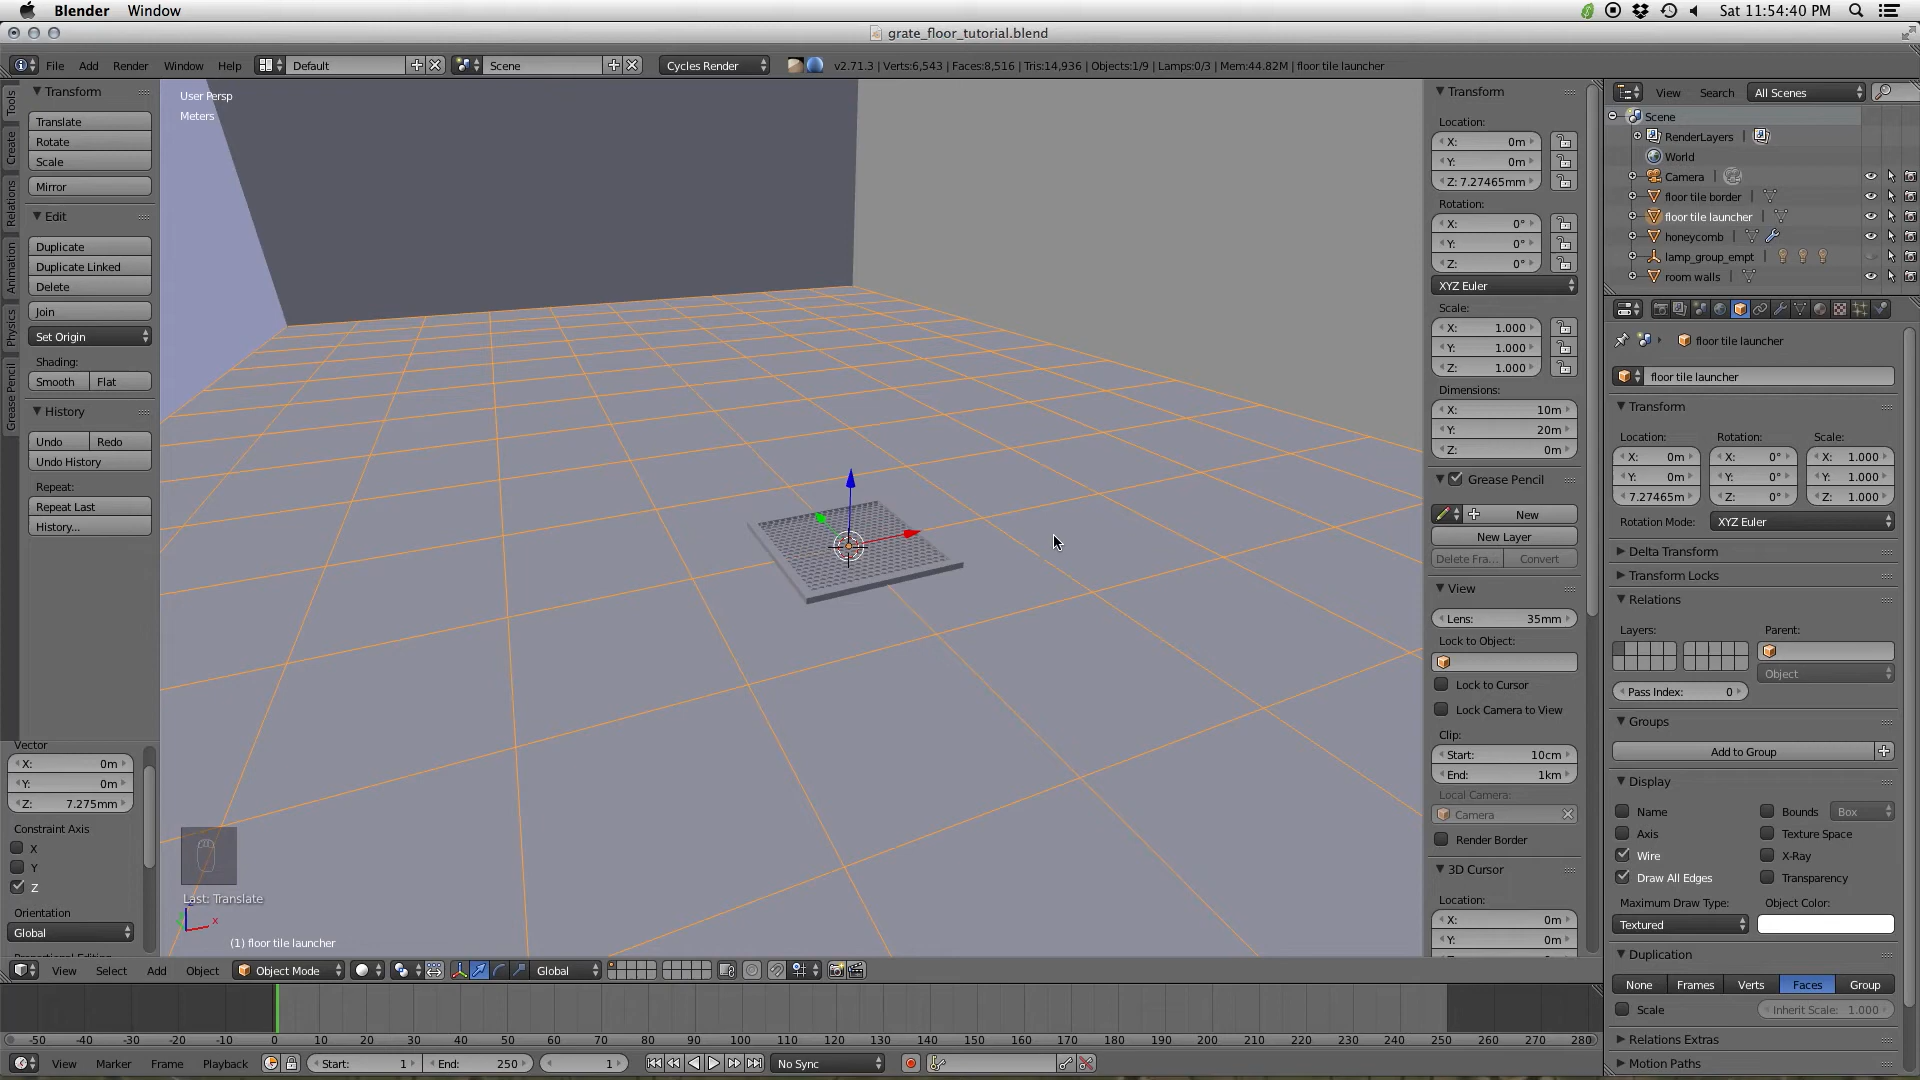 Blender Window Sat 11:54:40 PM
grate_floor_tutorial.blend
File Add Render Window Help Default Scene Cycles Render v2.71.3 | Verts:6,543 | Faces:8,516 | Tris:14,936 | Objects:1/9 | Lamps:0/3 | Mem:44.82M | floor tile launcher
Tools
Create
Relations
Animation
Physics
Grease Pencil
Transform
Translate
Rotate
Scale
Mirror
Edit
Duplicate
Duplicate Linked
Delete
Join
Set Origin
Shading:
Smooth Flat
History
Undo Redo
Undo History
Repeat:
Repeat Last
History...
Vector
X: 0m
Y: 0m
Z: 7.275mm
Constraint Axis
X
Y
Z
Orientation
Global
User Persp
Meters
Last: Translate
x
(1) floor tile launcher
Transform
Location:
X: 0m
Y: 0m
Z: 7.27465mm
Rotation:
X: 0°
Y: 0°
Z: 0°
XYZ Euler
Scale:
X: 1.000
Y: 1.000
Z: 1.000
Dimensions:
X: 10m
Y: 20m
Z: 0m
Grease Pencil
New
New Layer
Delete Fra... Convert
View
Lens: 35mm
Lock to Object:
Lock to Cursor
Lock Camera to View
Clip:
Start: 10cm
End: 1km
Local Camera:
Camera
Render Border
3D Cursor
Location:
X: 0m
Y: 0m
View Search All Scenes
Scene
RenderLayers
World
Camera
floor tile border
floor tile launcher
honeycomb
lamp_group_empt
room walls
floor tile launcher
floor tile launcher
Transform
Location: Rotation: Scale:
X: 0m X: 0° X: 1.000
Y: 0m Y: 0° Y: 1.000
7.27465m Z: 0° Z: 1.000
Rotation Mode: XYZ Euler
Delta Transform
Transform Locks
Relations
Layers: Parent:
Object
Pass Index: 0
Groups
Add to Group
Display
Name Bounds Box
Axis Texture Space
Wire X-Ray
Draw All Edges Transparency
Maximum Draw Type: Object Color:
Textured
Duplication
None Frames Verts Faces Group
Scale Inherit Scale: 1.000
Relations Extras
Motion Paths
View Select Add Object Object Mode Global
-50 -40 -30 -20 -10 0 10 20 30 40 50 60 70 80 90 100 110 120 130 140 150 160 170 180 190 200 210 220 230 240 250 260 270 280
View Marker Frame Playback Start: 1 End: 250 1 No Sync